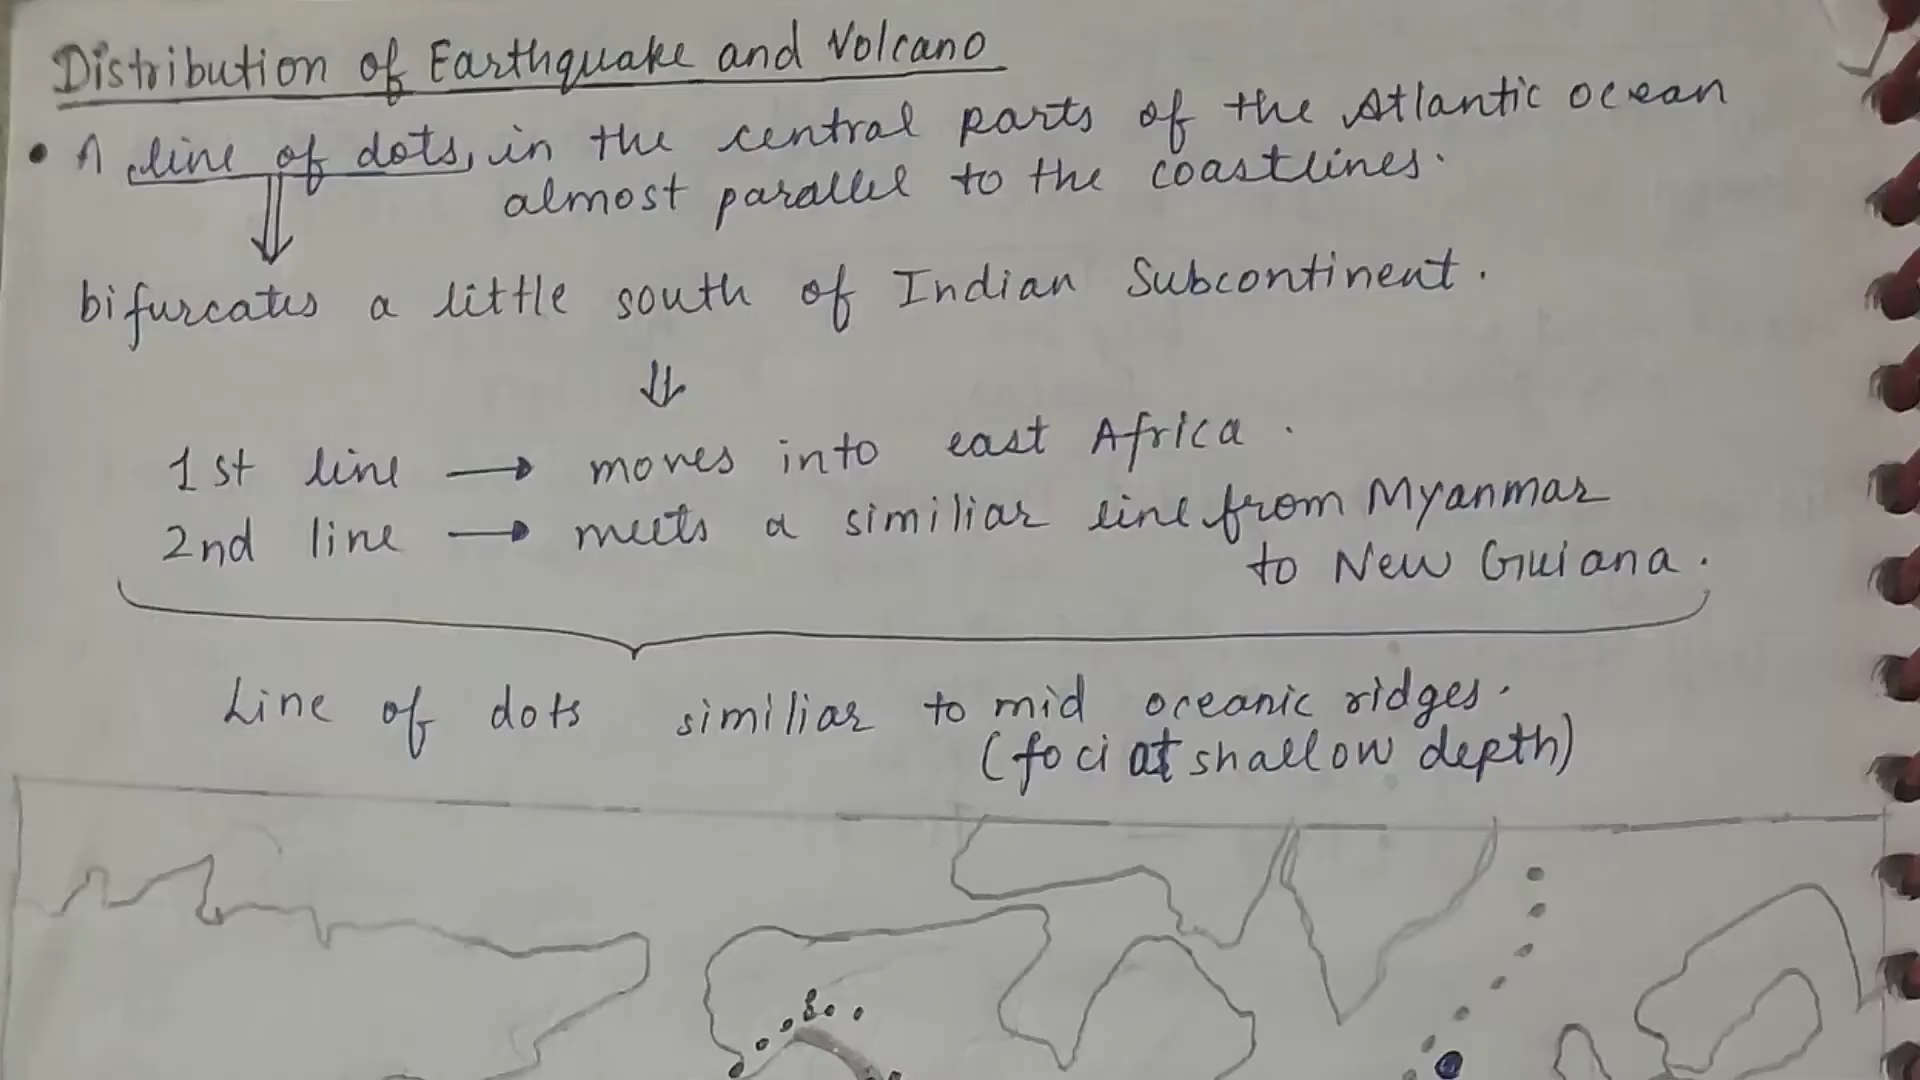 Distribution of Earthquake and Volcano
• A line of dots, in the central parts of the Atlantic ocean
almost parallel to the coastlines.
⇓
bifurcates a little south of Indian Subcontinent.
⇓
1st line → moves into east Africa.
2nd line → meets a similiar line from Myanmar
to New Guiana.
Line of dots similiar to mid oceanic ridges.
(foci at shallow depth)